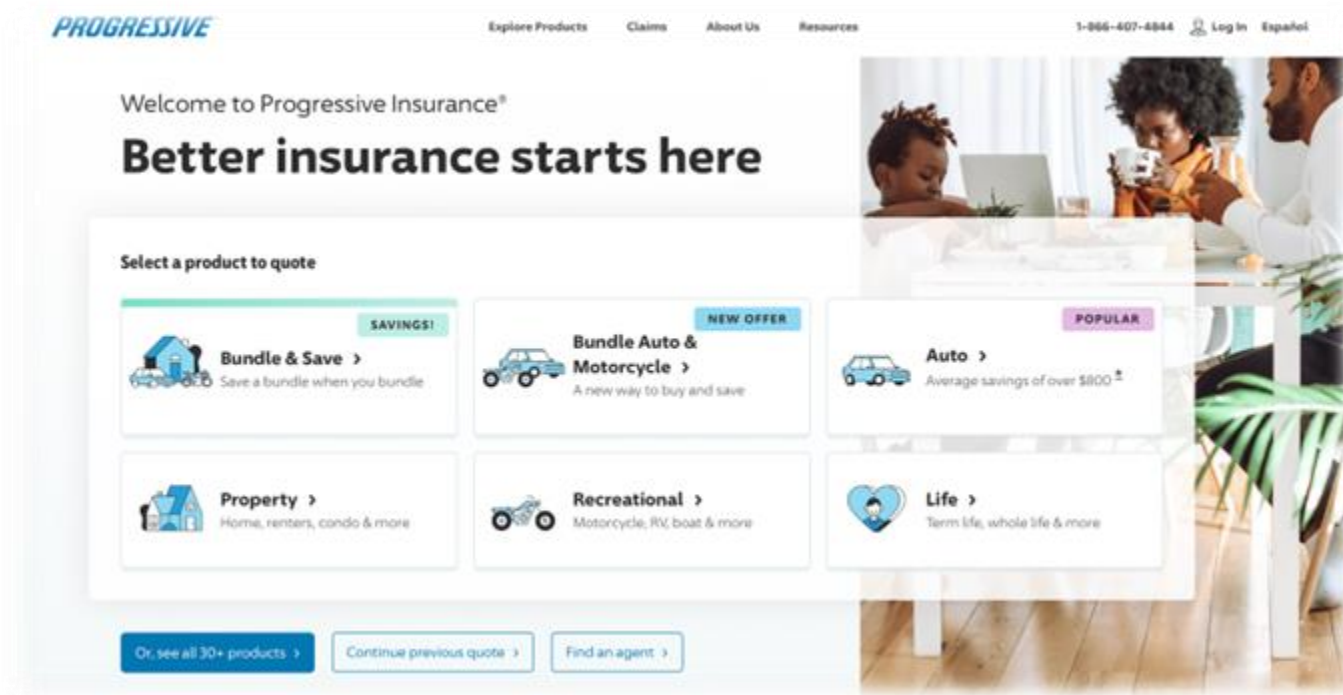 PROGRESSIVE
Explore Products Claims About Us Resources
1-866-407-4844 Log In Español
Welcome to Progressive Insurance®
Better insurance starts here
Select a product to quote
SAVINGS!
Bundle & Save ›
Save a bundle when you bundle
NEW OFFER
Bundle Auto &
Motorcycle ›
A new way to buy and save
POPULAR
Auto ›
Average savings of over $800 ±
Property ›
Home, renters, condo & more
Recreational ›
Motorcycle, RV, boat & more
Life ›
Term life, whole life & more
Or, see all 30+ products ›
Continue previous quote ›
Find an agent ›